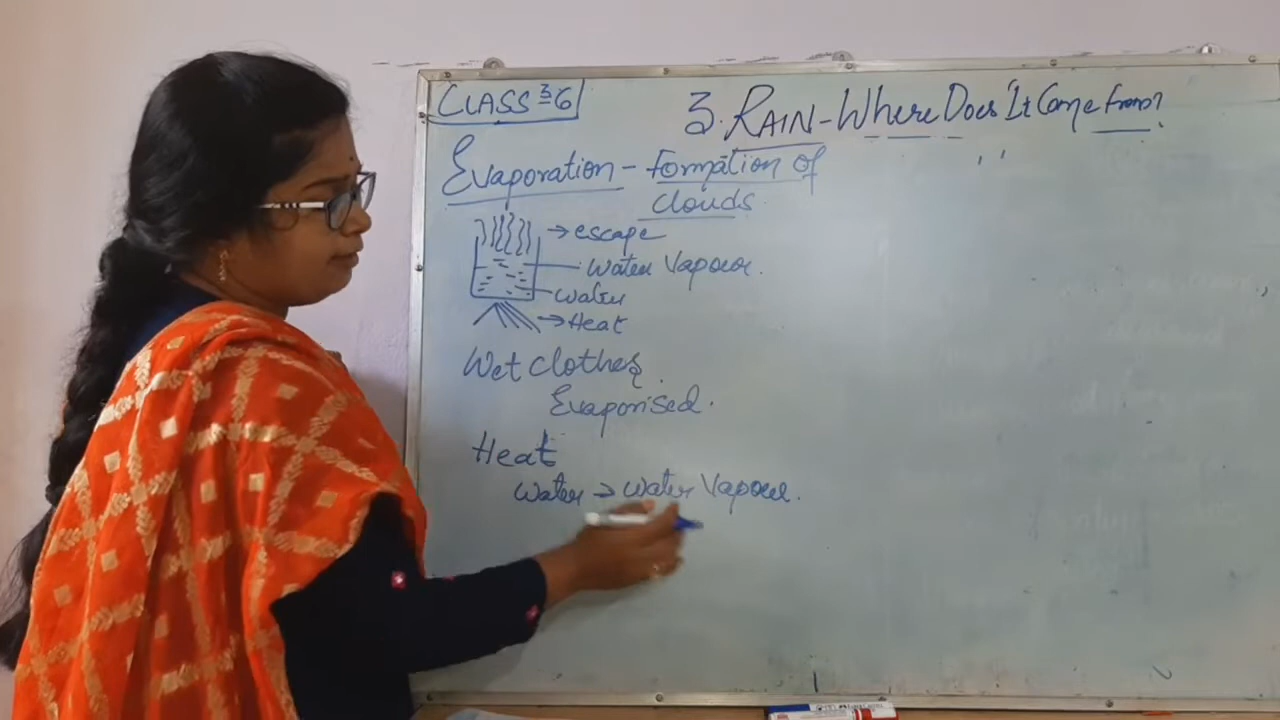 CLASS:6
3. RAIN-Where Does It Come From?
Evaporation - Formation of
clouds
→ escape
Water Vapour.
Water
→ Heat
Wet clothes
Evaporised.
Heat
Water → Water Vapour.